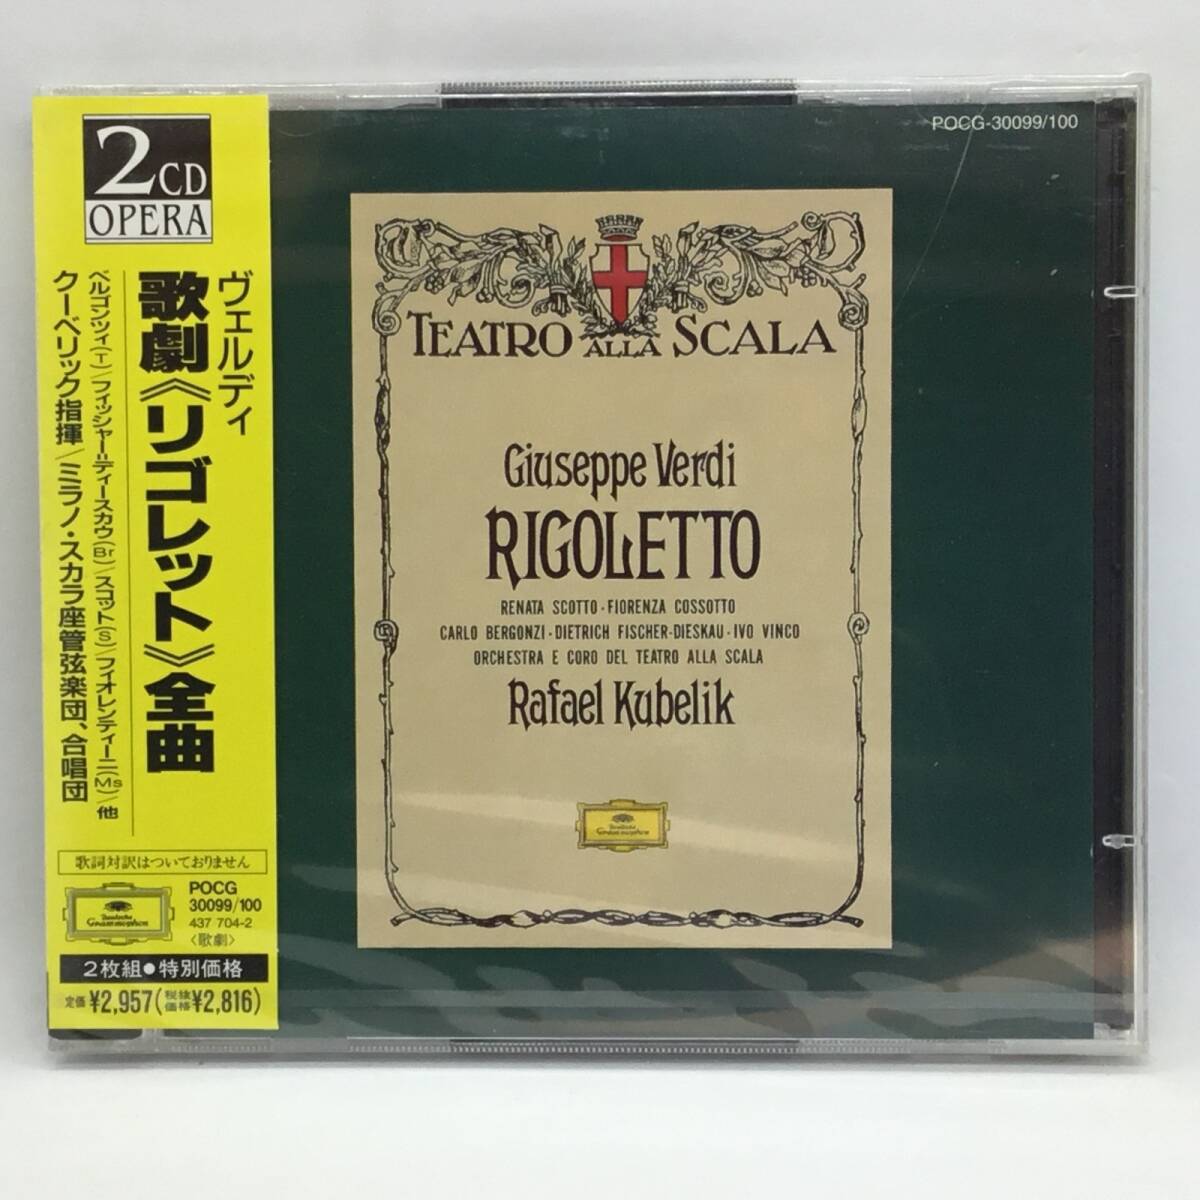 2CD
OPERA
ヴェルディ
歌劇《リゴレット》全曲
ベルゴンツィ(T)/フィッシャー=ディースカウ(Br)/スコット(S)/フィオレンティーニ(Ms)/他
クーベリック指揮/ミラノ・スカラ座管弦楽団、合唱団
歌詞対訳はついておりません
Deutsche
Grammophon
POCG
30099/100
437 704-2
〈歌劇〉
2枚組●特別価格
定価¥2,957(税抜価格¥2,816)
POCG-30099/100
TEATRO ALLA SCALA
Giuseppe Verdi
RIGOLETTO
RENATA SCOTTO · FIORENZA COSSOTTO
CARLO BERGONZI · DIETRICH FISCHER-DIESKAU · IVO VINCO
ORCHESTRA E CORO DEL TEATRO ALLA SCALA
Rafael Kubelik
Deutsche
Grammophon